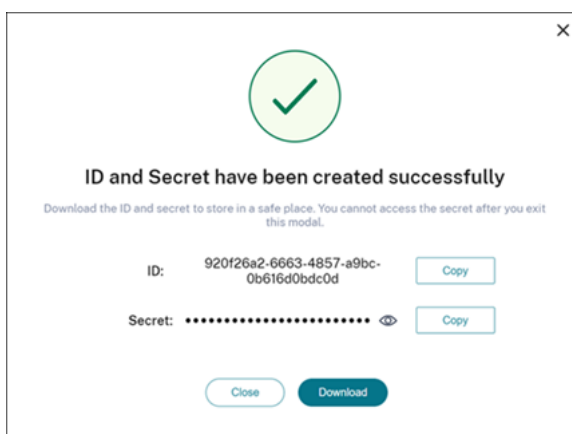 ID and Secret have been created successfully
Download the ID and secret to store in a safe place. You cannot access the secret after you exit
this modal.
ID: 920f26a2-6663-4857-a9bc- Copy
0b616d0bdc0d
Secret: •••••••••••••••••••••••• Copy
Close Download